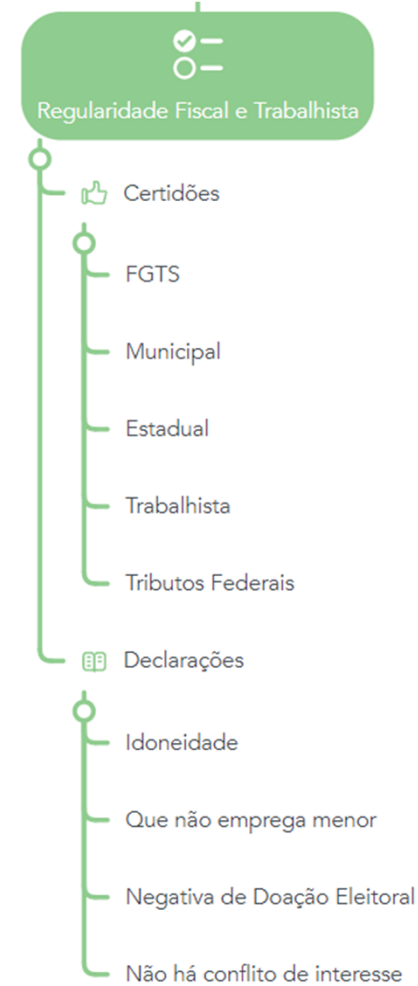 Regularidade Fiscal e Trabalhista
Certidões
FGTS
Municipal
Estadual
Trabalhista
Tributos Federais
Declarações
Idoneidade
Que não emprega menor
Negativa de Doação Eleitoral
Não há conflito de interesse